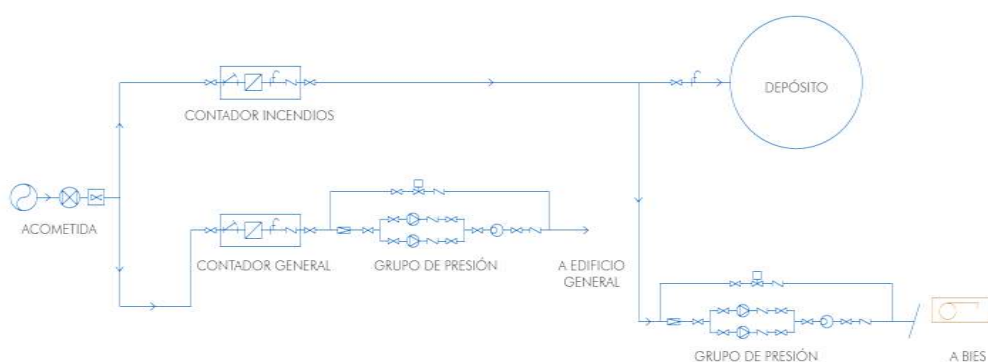 DEPÓSITO
CONTADOR INCENDIOS
ACOMETIDA
CONTADOR GENERAL
GRUPO DE PRESIÓN
A EDIFICIO
GENERAL
GRUPO DE PRESIÓN
A BIES